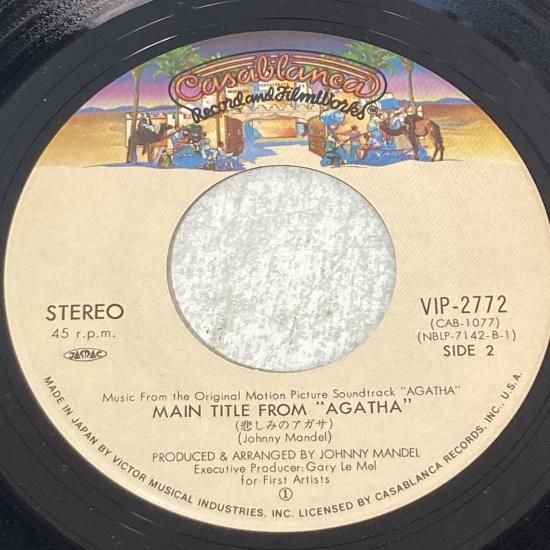 Casablanca
Record and FilmWorks
STEREO
45 r.p.m.
JASRAC
VIP-2772
(CAB-1077)
(NBLP-7142-B-1)
SIDE 2
Music From the Original Motion Picture Soundtrack "AGATHA"
MAIN TITLE FROM "AGATHA"
(悲しみのアガサ)
(Johnny Mandel)
PRODUCED & ARRANGED BY JOHNNY MANDEL
Executive Producer: Gary Le Mel
for First Artists
①
MADE IN JAPAN BY VICTOR MUSICAL INDUSTRIES, INC. LICENSED BY CASABLANCA RECORDS, INC., U.S.A.